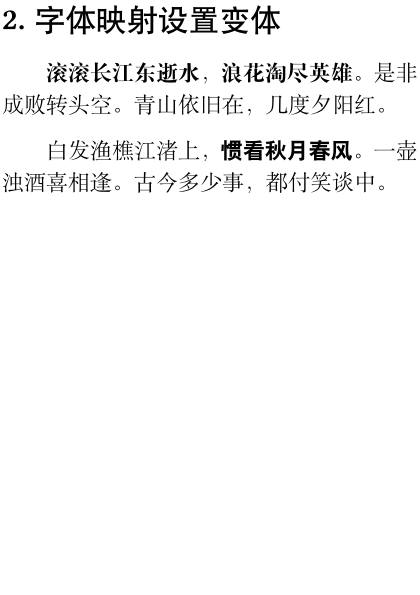 2. 字体映射设置变体
滚滚长江东逝水，浪花淘尽英雄。是非
成败转头空。青山依旧在，几度夕阳红。
白发渔樵江渚上，惯看秋月春风。一壶
浊酒喜相逢。古今多少事，都付笑谈中。